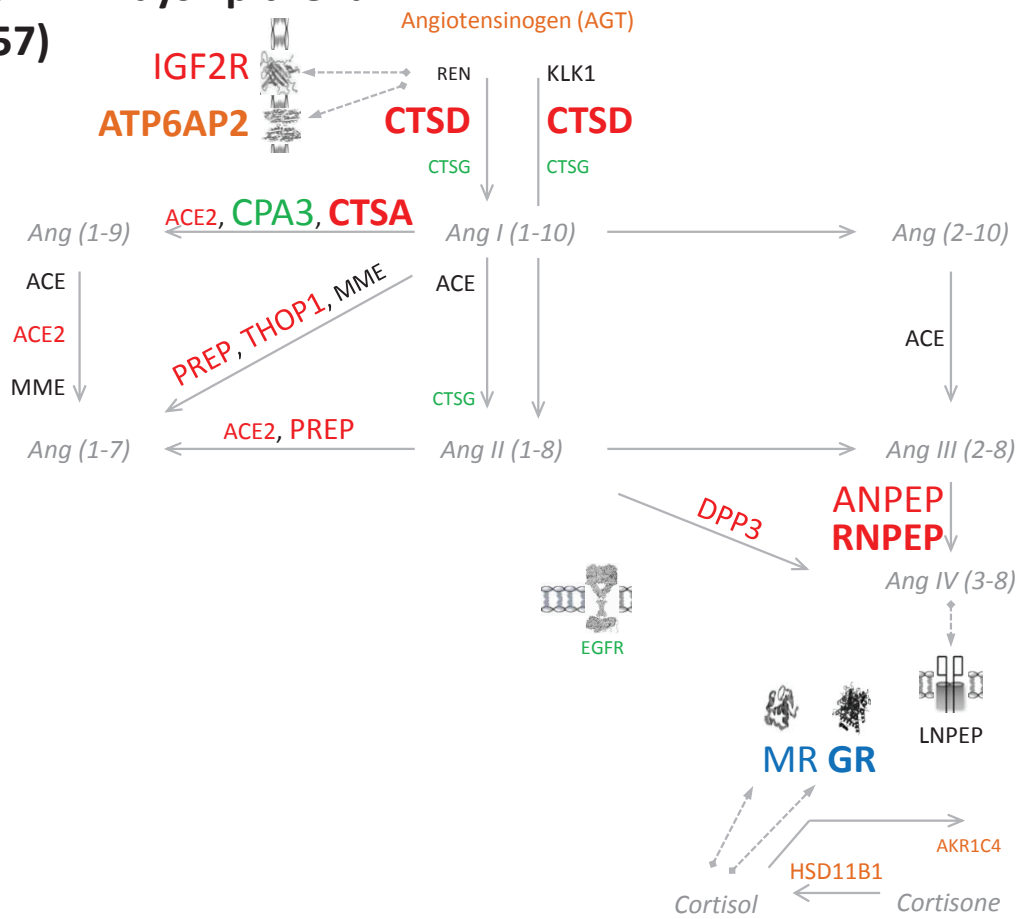 57)
Angiotensinogen (AGT)
IGF2R
REN
KLK1
ATP6AP2
CTSD
CTSD
CTSG
CTSG
ACE2, CPA3, CTSA
Ang (1-9)
Ang I (1-10)
Ang (2-10)
ACE
ACE2
MME
PREP, THOP1, MME
ACE
CTSG
ACE
ACE2, PREP
Ang (1-7)
Ang II (1-8)
Ang III (2-8)
DPP3
ANPEP
RNPEP
Ang IV (3-8)
EGFR
LNPEP
MR GR
AKR1C4
HSD11B1
Cortisol
Cortisone